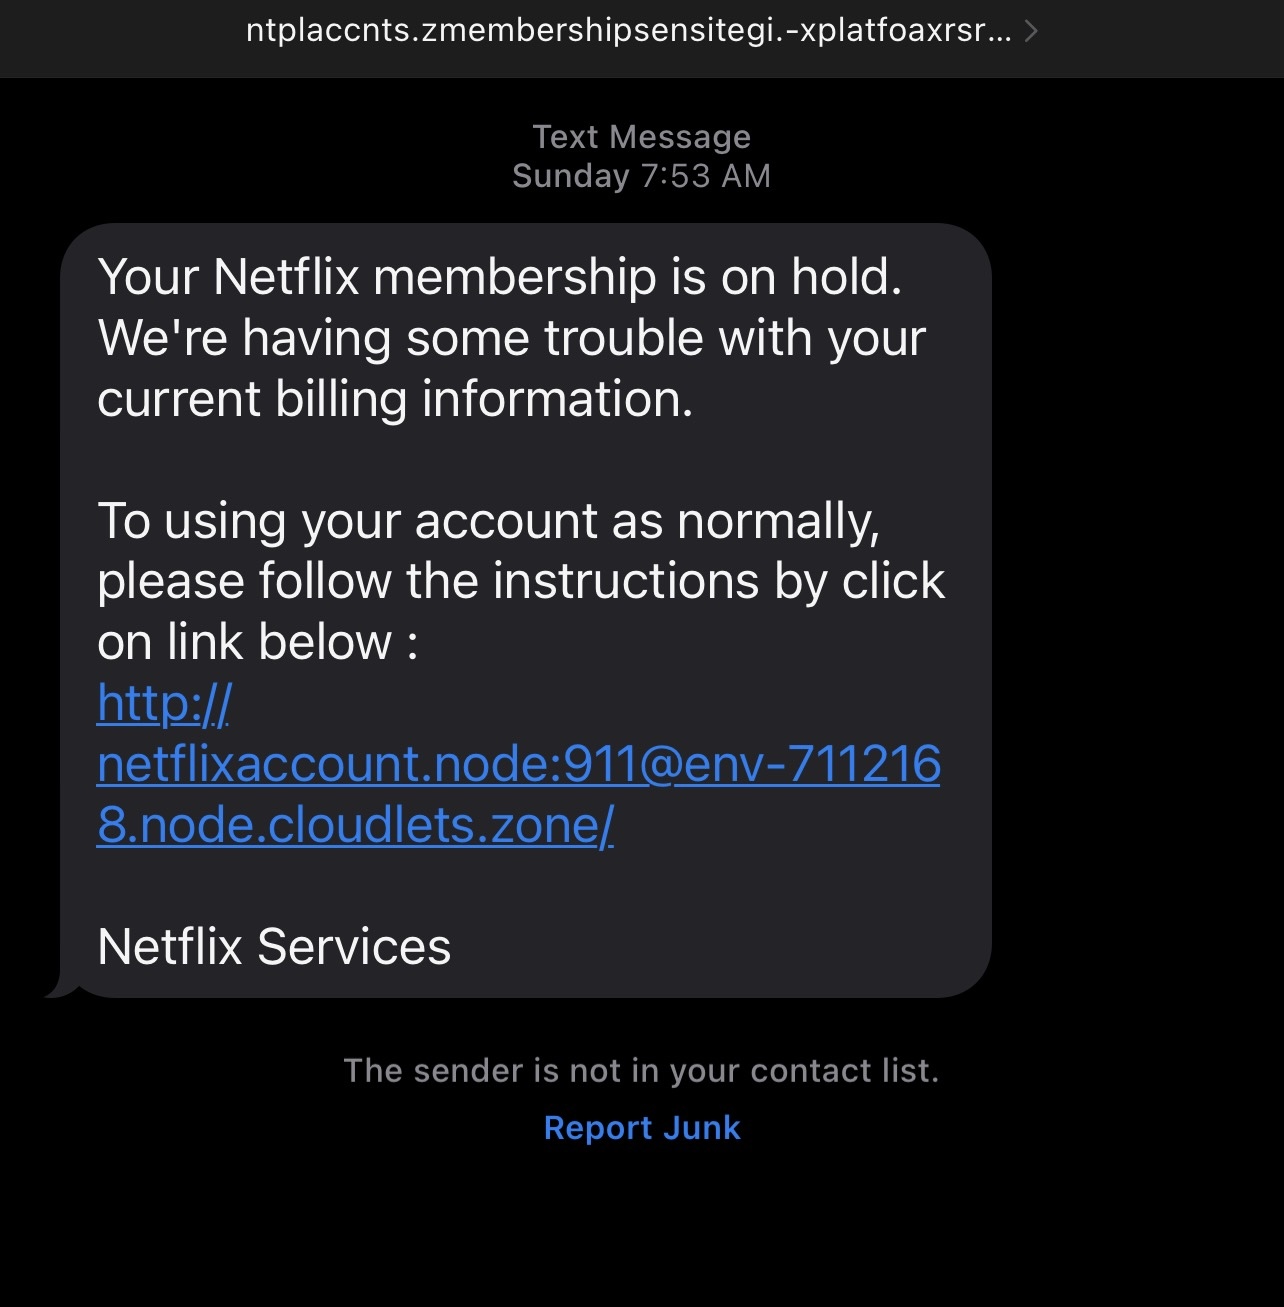 ntplaccnts.zmembershipsensitegi.-xplatfoaxrsr...
Text Message
Sunday 7:53 AM
Your Netflix membership is on hold.
We're having some trouble with your
current billing information.
To using your account as normally,
please follow the instructions by click
on link below :
http://
netflixaccount.node:911@env-711216
8.node.cloudlets.zone/
Netflix Services
The sender is not in your contact list.
Report Junk